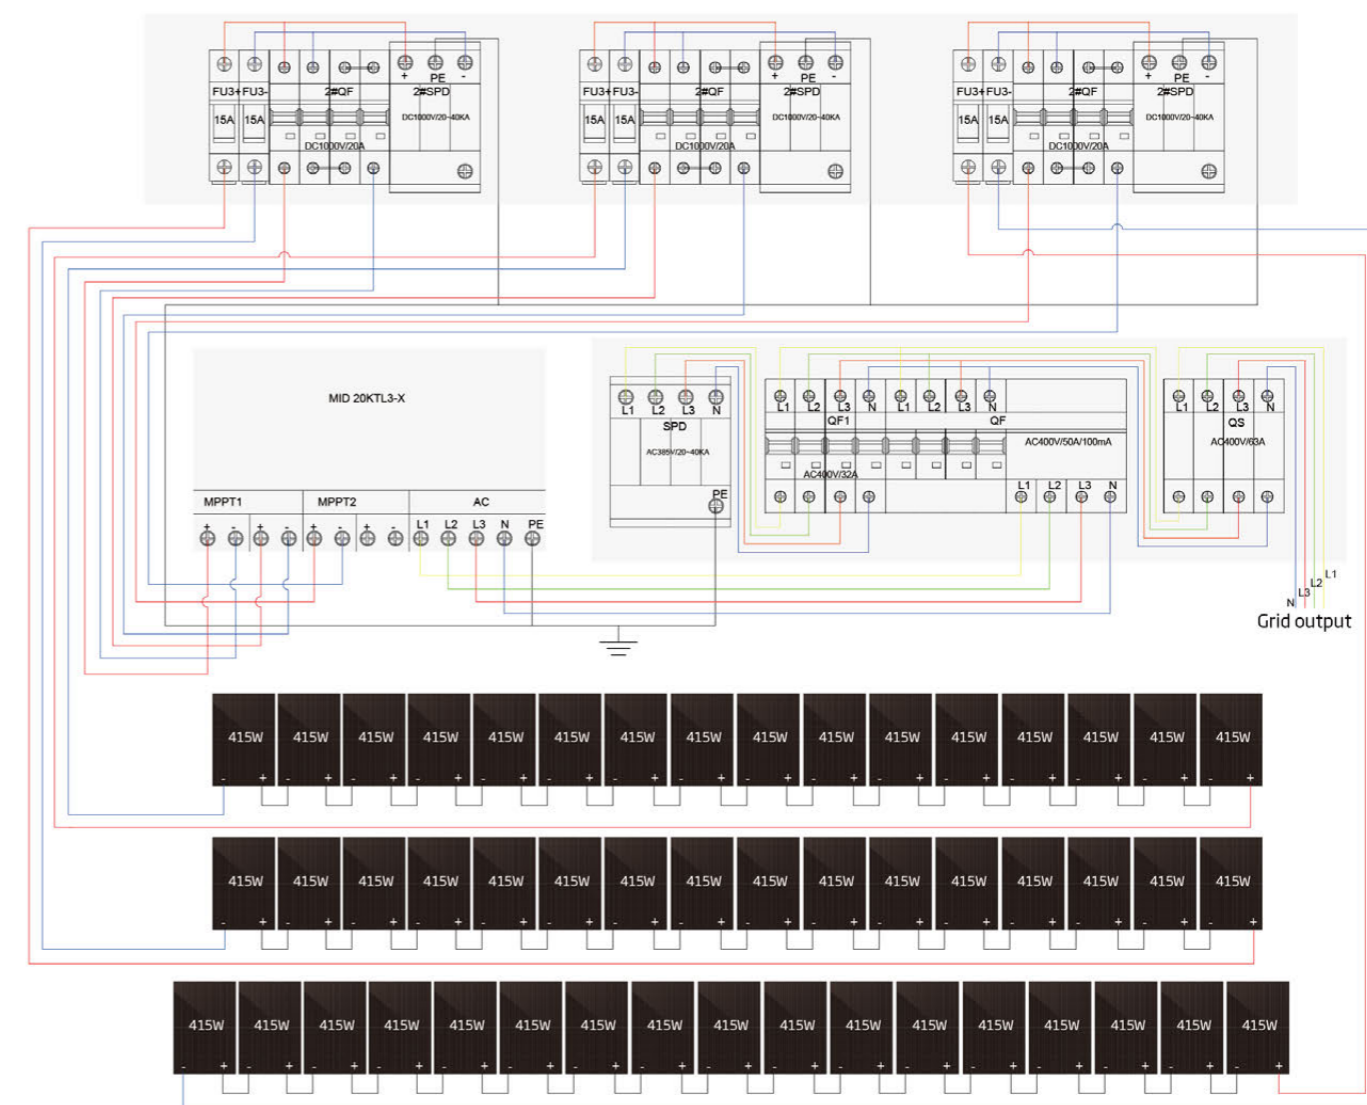 + PE - + PE - + PE -
FU3+ FU3- 2#QF 2#SPD FU3+ FU3- 2#QF 2#SPD FU3+ FU3- 2#QF 2#SPD
15A 15A DC1000V/20~40KA 15A 15A DC1000V/20~40KA 15A 15A DC1000V/20~40KA
DC1000V/20A DC1000V/20A DC1000V/20A
MID 20KTL3-X
MPPT1 MPPT2 AC
+ - + - + - + - L1 L2 L3 N PE
L1 L2 L3 N
SPD
AC385V/20~40KA
PE
L1 L2 L3 N L1 L2 L3 N
QF1 QF
AC400V/50A/100mA
AC400V/32A
L1 L2 L3 N
L1 L2 L3 N
QS
AC400V/63A
N L3 L2 L1
Grid output
415W 415W 415W 415W 415W 415W 415W 415W 415W 415W 415W 415W 415W 415W 415W 415W
- + - + - + - + - + - + - + - + - + - + - + - + - + - + - + - +
415W 415W 415W 415W 415W 415W 415W 415W 415W 415W 415W 415W 415W 415W 415W 415W
- + - + - + - + - + - + - + - + - + - + - + - + - + - + - + - +
415W 415W 415W 415W 415W 415W 415W 415W 415W 415W 415W 415W 415W 415W 415W 415W 415W
- + - + - + - + - + - + - + - + - + - + - + - + - + - + - + - + - +